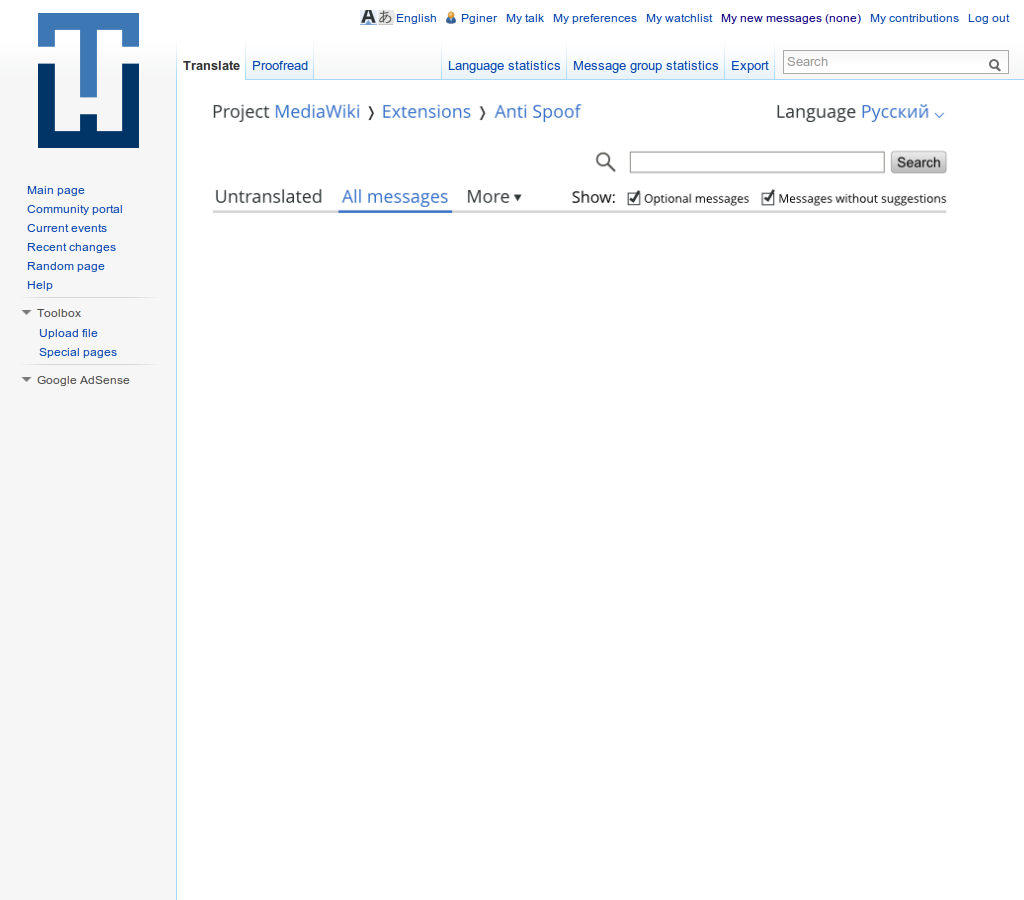 A あ English Pginer My talk My preferences My watchlist My new messages (none) My contributions Log out
Translate Proofread Language statistics Message group statistics Export Search
Project MediaWiki ❭ Extensions ❭ Anti Spoof Language Русский
Search
Untranslated All messages More ▾ Show: Optional messages Messages without suggestions
Main page
Community portal
Current events
Recent changes
Random page
Help
Toolbox
Upload file
Special pages
Google AdSense